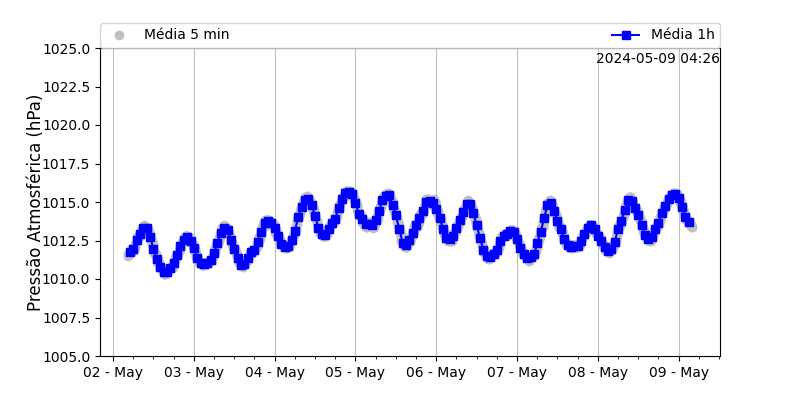 Média 5 min
Média 1h
2024-05-09 04:26
Pressão Atmosférica (hPa)
1025.0
1022.5
1020.0
1017.5
1015.0
1012.5
1010.0
1007.5
1005.0
02 - May
03 - May
04 - May
05 - May
06 - May
07 - May
08 - May
09 - May